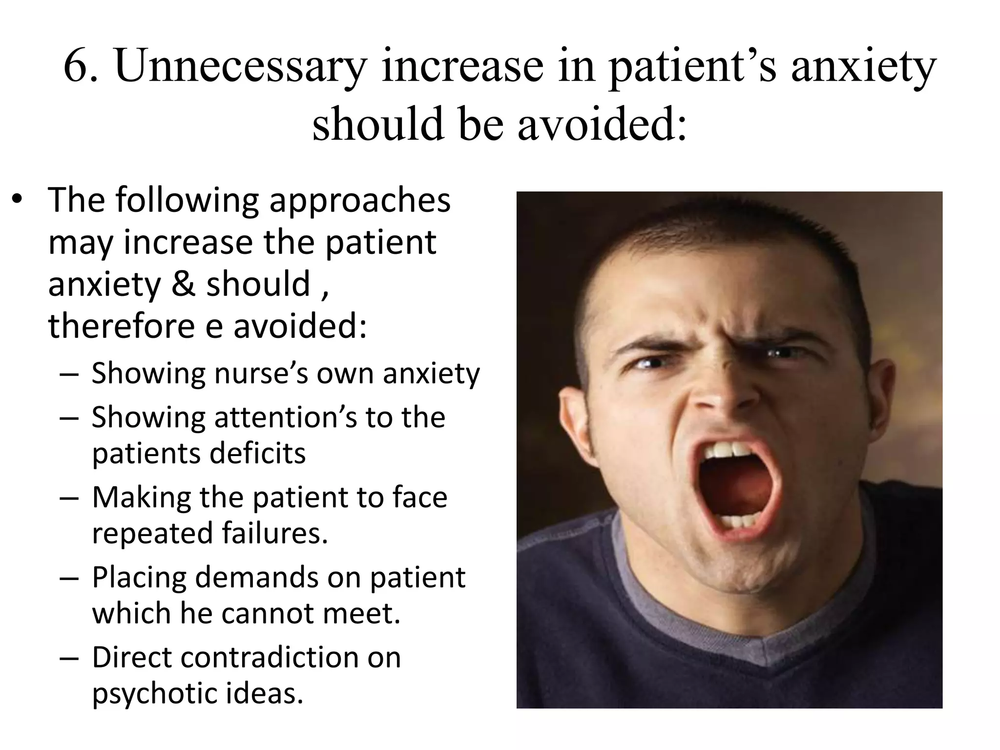 6. Unnecessary increase in patient’s anxiety
should be avoided:
• The following approaches
may increase the patient
anxiety & should ,
therefore e avoided:
– Showing nurse’s own anxiety
– Showing attention’s to the
patients deficits
– Making the patient to face
repeated failures.
– Placing demands on patient
which he cannot meet.
– Direct contradiction on
psychotic ideas.